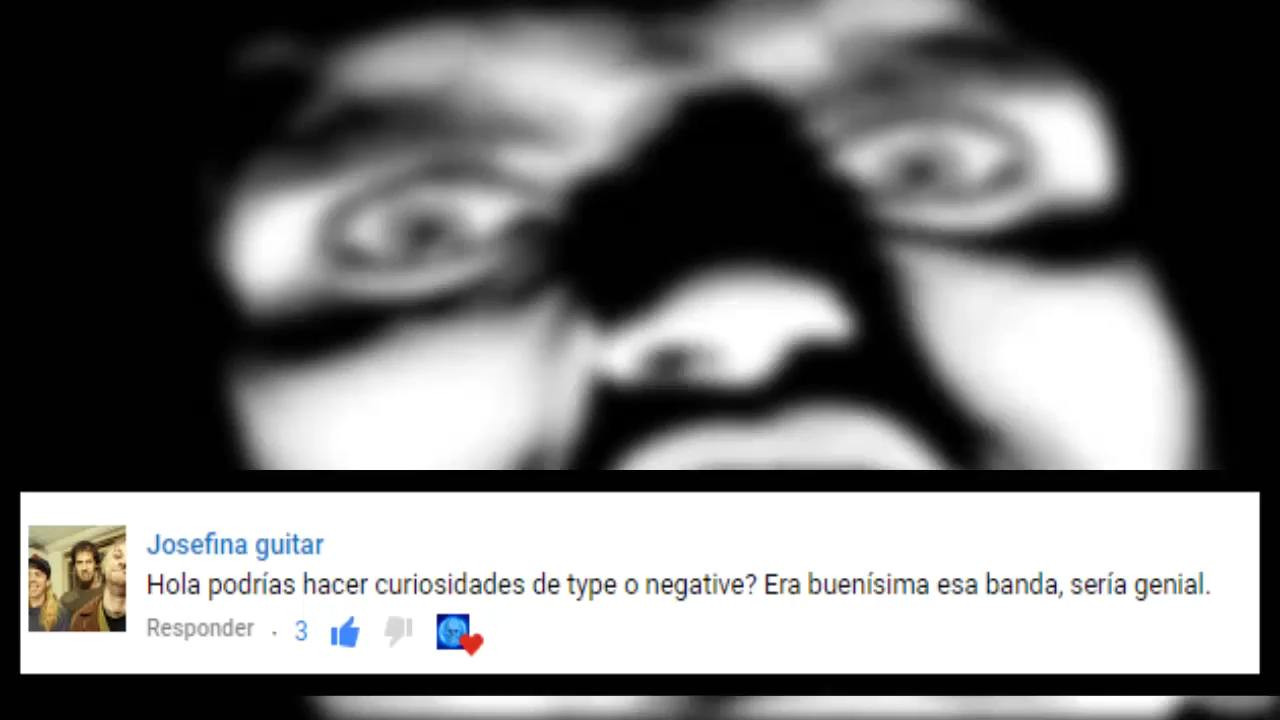 Josefina guitar
Hola podrías hacer curiosidades de type o negative? Era buenísima esa banda, sería genial.
Responder . 3